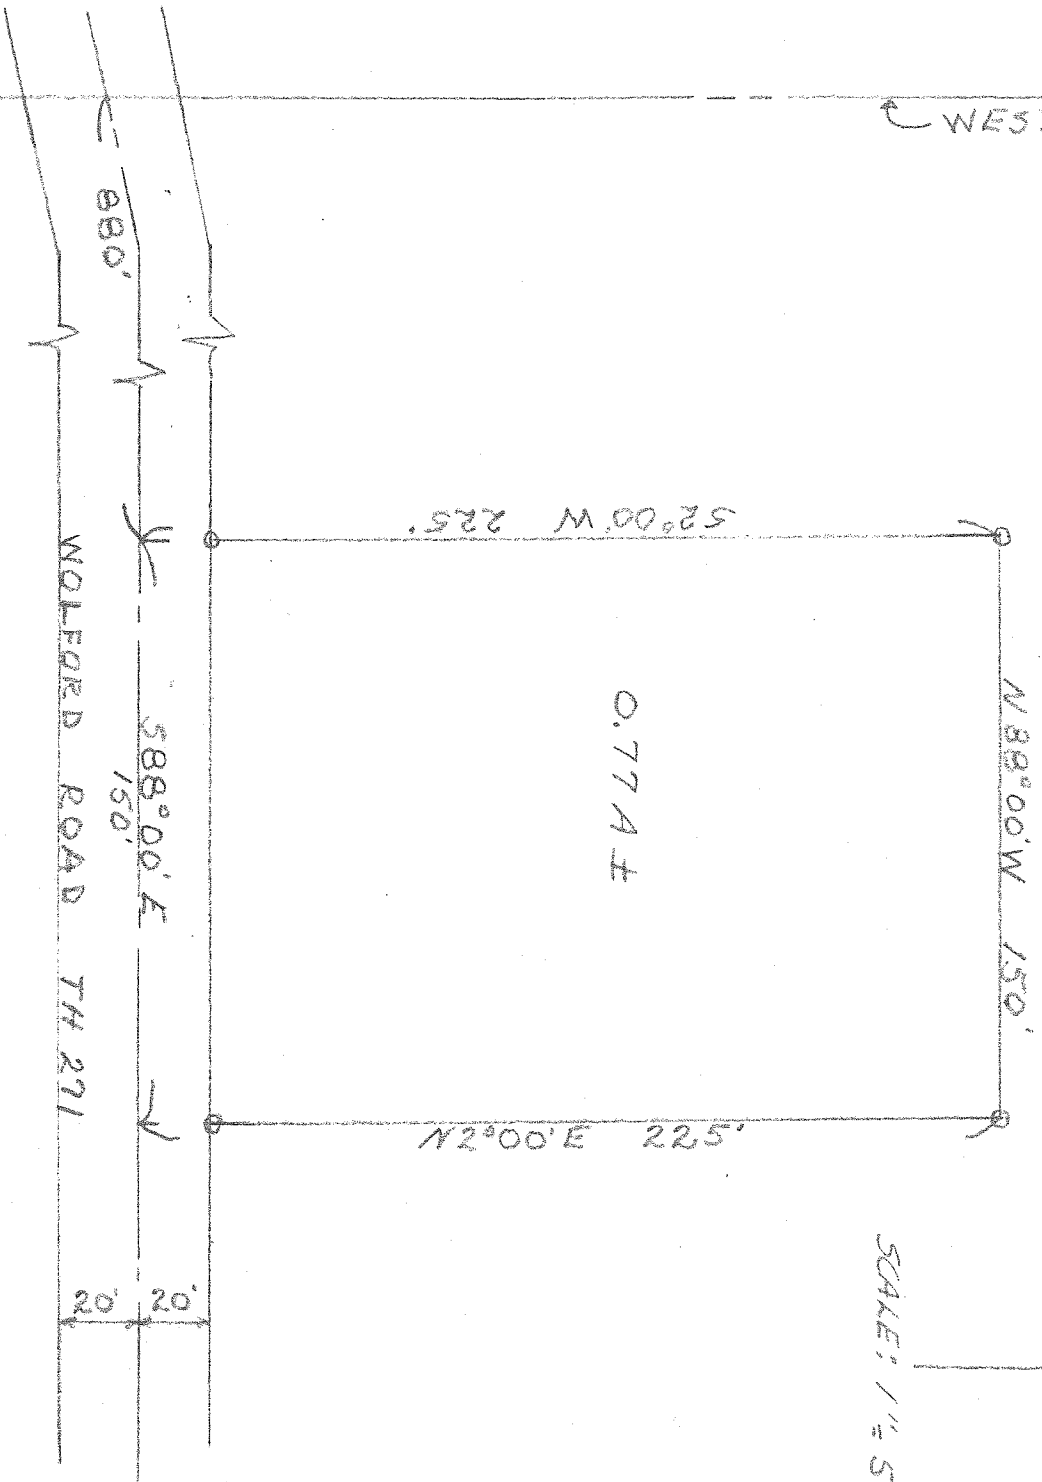 WES
880'
S2°00'W 225'
N88°00'W 150'
0.77A±
S88°00'E
150'
WOLFORD ROAD TH 271
N2°00'E 225'
20' 20'
SCALE: 1"=5